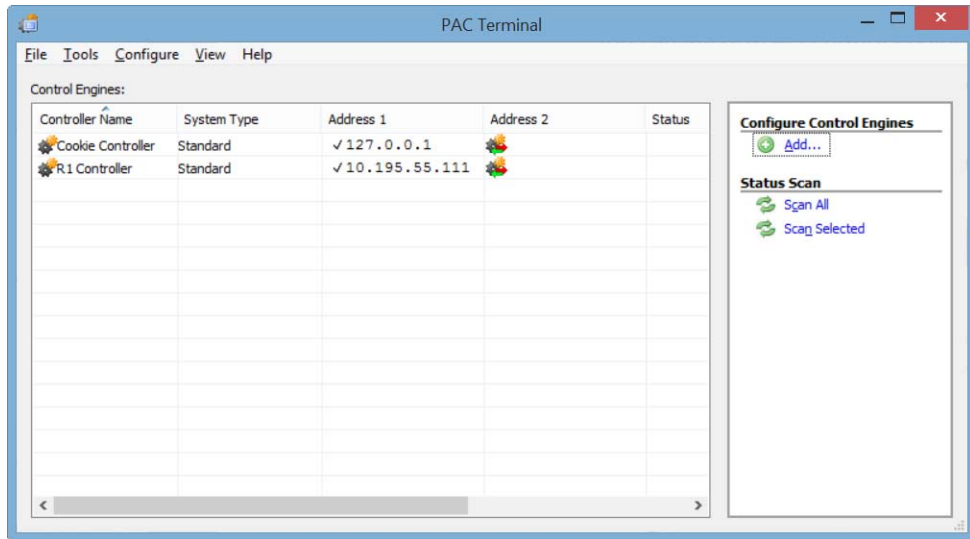 PAC Terminal
File Tools Configure View Help
Control Engines:
Controller Name System Type Address 1 Address 2 Status
Cookie Controller Standard ✓127.0.0.1
R1 Controller Standard ✓10.195.55.111
Configure Control Engines
Add...
Status Scan
Scan All
Scan Selected